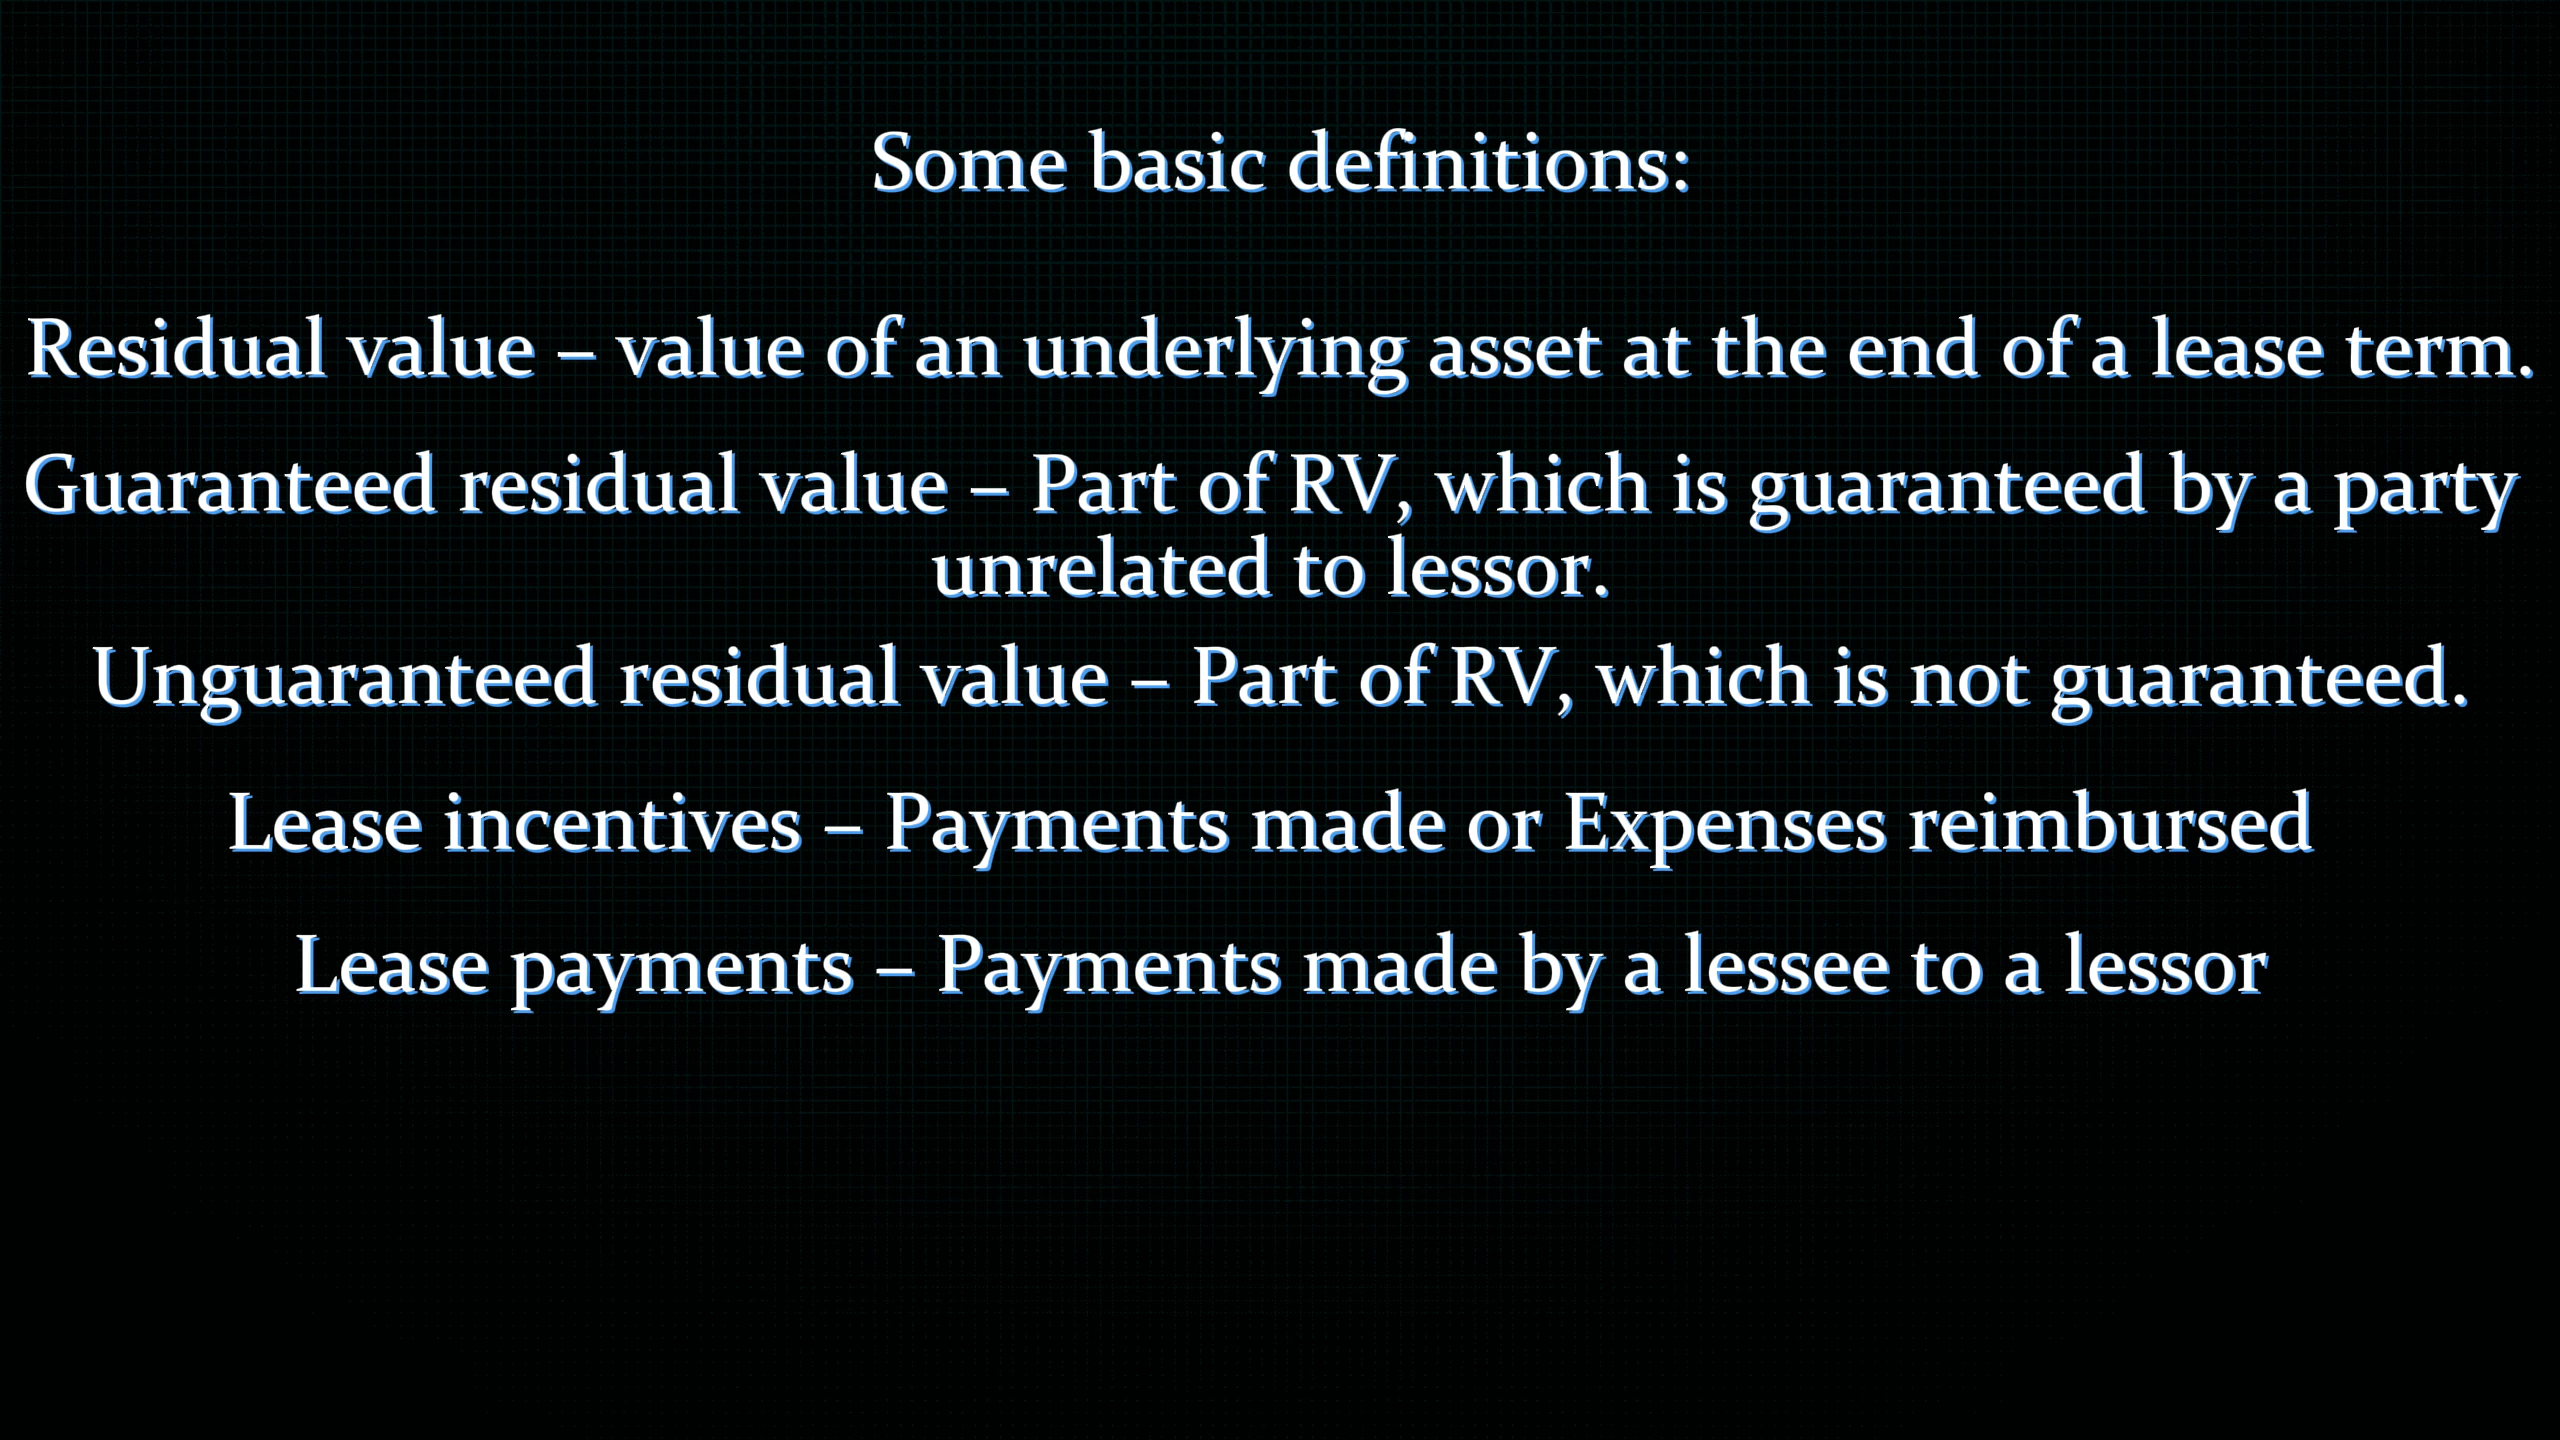 Some basic definitions:
Residual value – value of an underlying asset at the end of a lease term.
Guaranteed residual value – Part of RV, which is guaranteed by a party
unrelated to lessor.
Unguaranteed residual value – Part of RV, which is not guaranteed.
Lease incentives – Payments made or Expenses reimbursed
Lease payments – Payments made by a lessee to a lessor